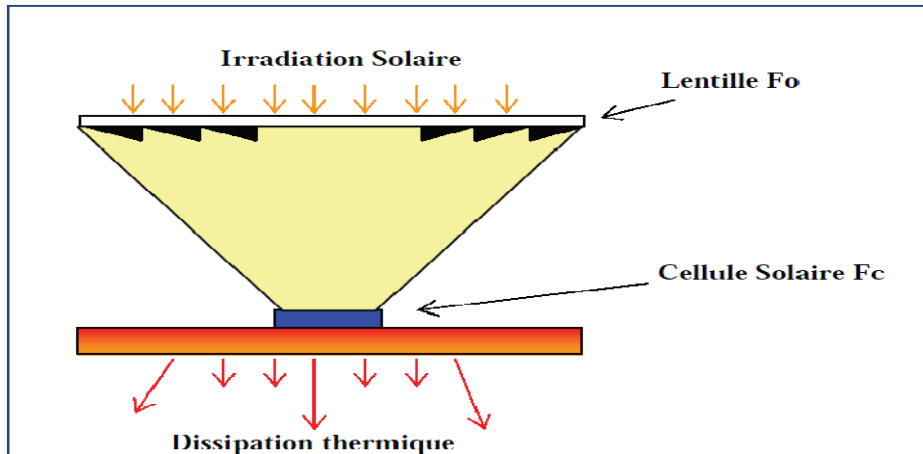 Irradiation Solaire
Lentille Fo
Cellule Solaire Fc
Dissipation thermique